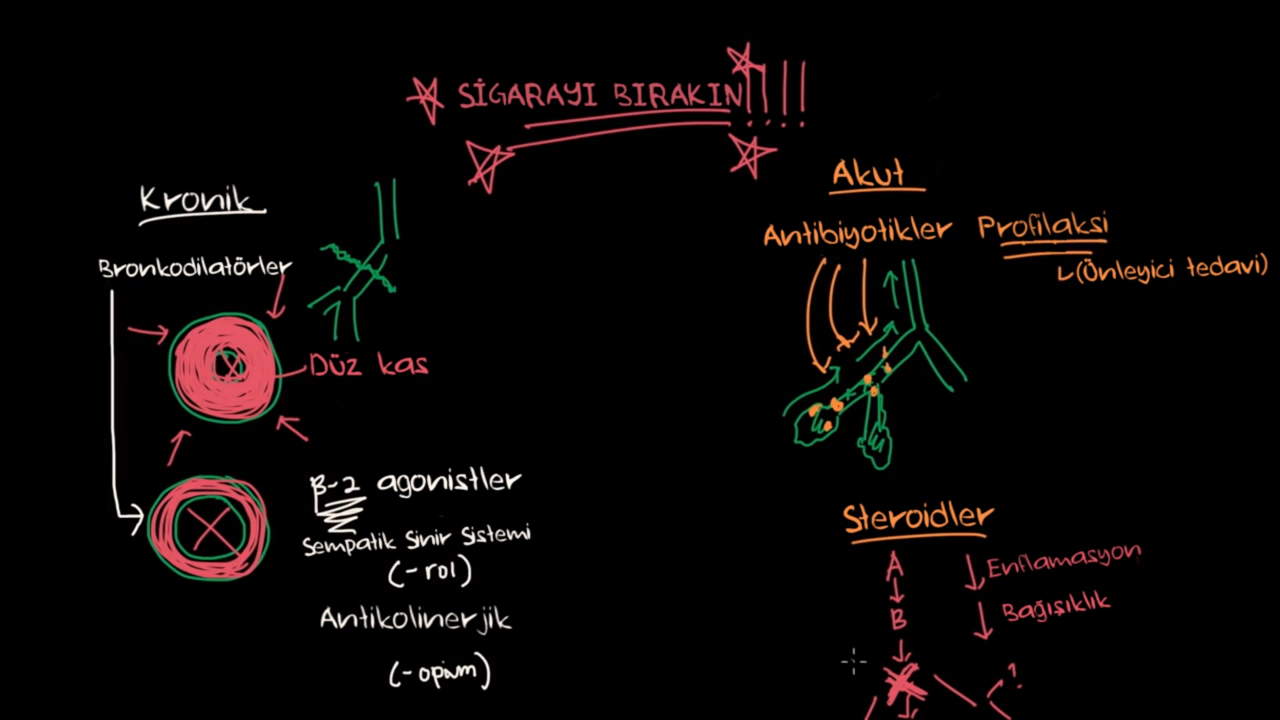 SİGARAYI BIRAKIN!!!!
Kronik
Bronkodilatörler
Düz kas
B-2 agonistler
Sempatik Sinir Sistemi
(-rol)
Antikolinerjik
(-opium)
Akut
Antibiyotikler Profilaksi
(Önleyici tedavi)
Steroidler
A
B
↓ Enflamasyon
↓ Bağışıklık
?